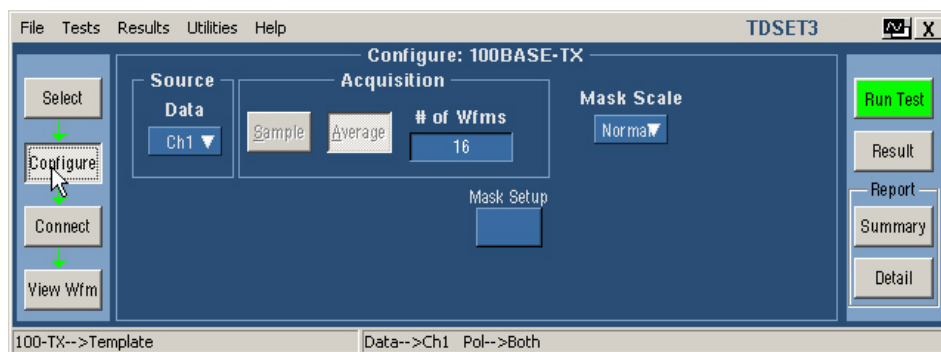 File Tests Results Utilities Help TDSET3 X
Configure: 100BASE-TX
Source
Data
Ch1
Acquisition
Sample
Average
# of Wfms
16
Mask Scale
Normal
Mask Setup
Select
Configure
Connect
View Wfm
Run Test
Result
Report
Summary
Detail
100-TX-->Template
Data-->Ch1 Pol-->Both